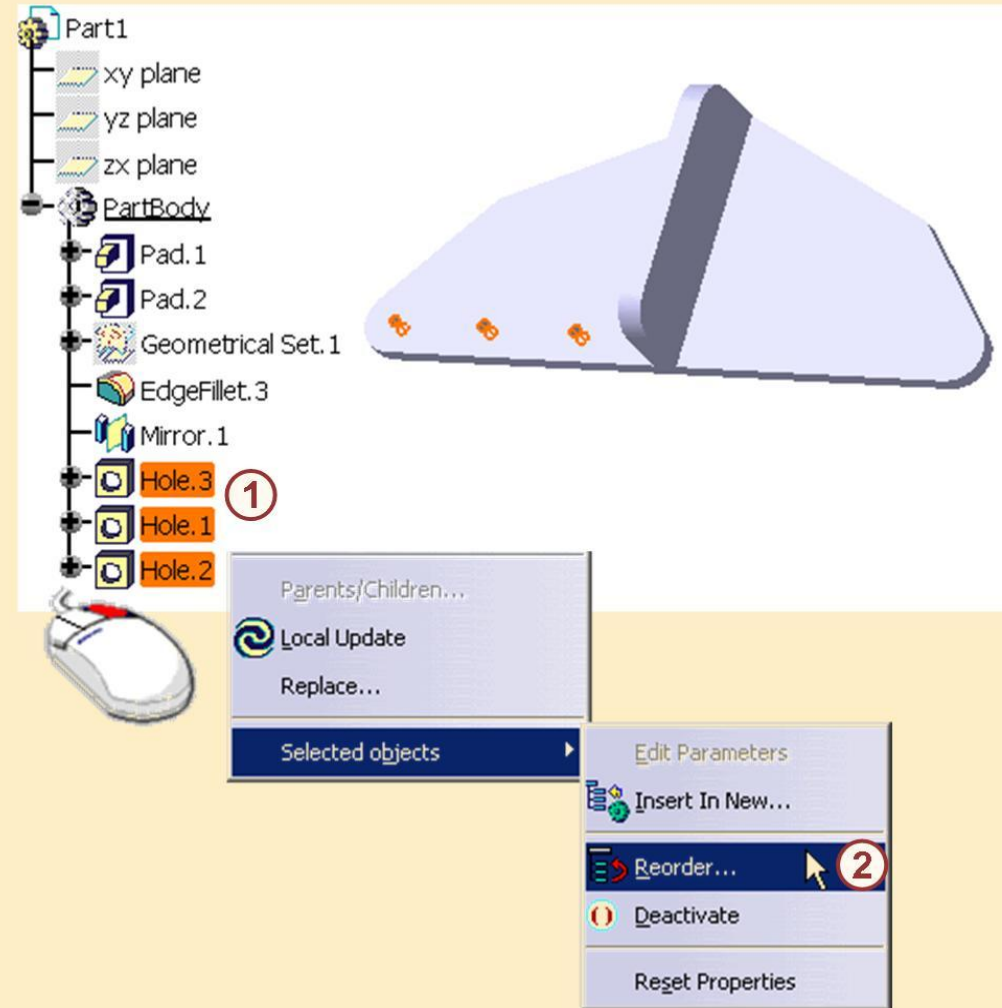 Part1
xy plane
yz plane
zx plane
PartBody
Pad.1
Pad.2
Geometrical Set.1
EdgeFillet.3
Mirror.1
Hole.3
1
Hole.1
Hole.2
Parents/Children...
Local Update
Replace...
Selected objects
Edit Parameters
Insert In New...
Reorder...
2
Deactivate
Reset Properties